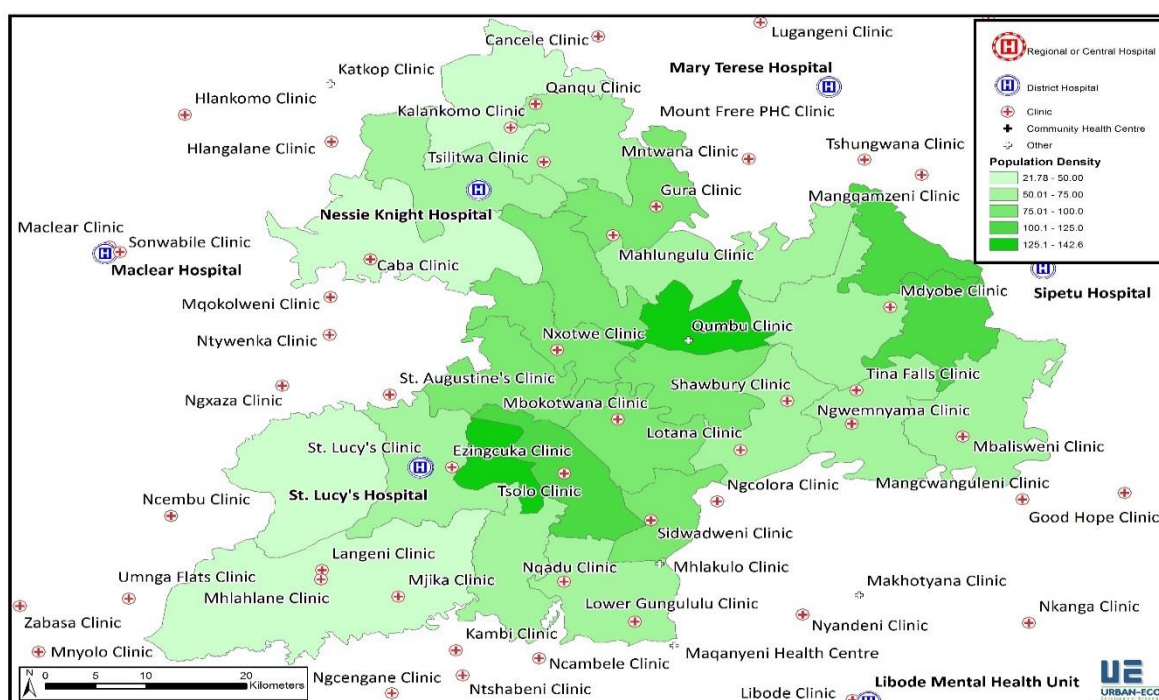 Cancele Clinic
Lugangeni Clinic
Katkop Clinic
Mary Terese Hospital
Hlankomo Clinic
Qanqu Clinic
Kalankomo Clinic
Mount Frere PHC Clinic
Hlangalane Clinic
Tsilitwa Clinic
Mntwana Clinic
Tshungwana Clinic
Gura Clinic
Mangqamzeni Clinic
Nessie Knight Hospital
Maclear Clinic
Sonwabile Clinic
Mahlungulu Clinic
Maclear Hospital
Caba Clinic
Mqokolweni Clinic
Mdyobe Clinic
Sipetu Hospital
Ntywenka Clinic
Nxotwe Clinic
Qumbu Clinic
St. Augustine's Clinic
Shawbury Clinic
Tina Falls Clinic
Ngxaza Clinic
Mbokotwana Clinic
Ngwemnyama Clinic
St. Lucy's Clinic
Ezingcuka Clinic
Lotana Clinic
Mbalisweni Clinic
St. Lucy's Hospital
Tsolo Clinic
Ngcolora Clinic
Mangcwanguleni Clinic
Ncembu Clinic
Good Hope Clinic
Sidwadweni Clinic
Langeni Clinic
Nqadu Clinic
Mhlakulo Clinic
Umnga Flats Clinic
Mjika Clinic
Makhotyana Clinic
Mhlahlane Clinic
Lower Gungululu Clinic
Zabasa Clinic
Nyandeni Clinic
Nkanga Clinic
Kambi Clinic
Mnyolo Clinic
Ncambele Clinic
Maqanyeni Health Centre
Ngcengane Clinic
Ntshabeni Clinic
Libode Clinic
Libode Mental Health Unit
H Regional or Central Hospital
H District Hospital
Clinic
Community Health Centre
Other
Population Density
21.78 - 50.00
50.01 - 75.00
75.01 - 100.0
100.1 - 125.0
125.1 - 142.6
N
0 5 10 20
Kilometers
UE
URBAN-ECO